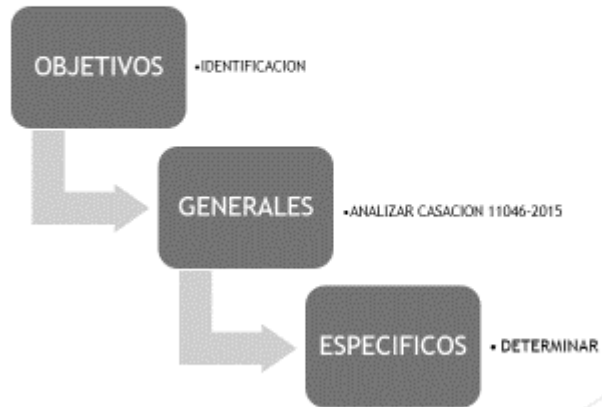 OBJETIVOS
•IDENTIFICACION
GENERALES
•ANALIZAR CASACION 11046-2015
ESPECIFICOS
• DETERMINAR